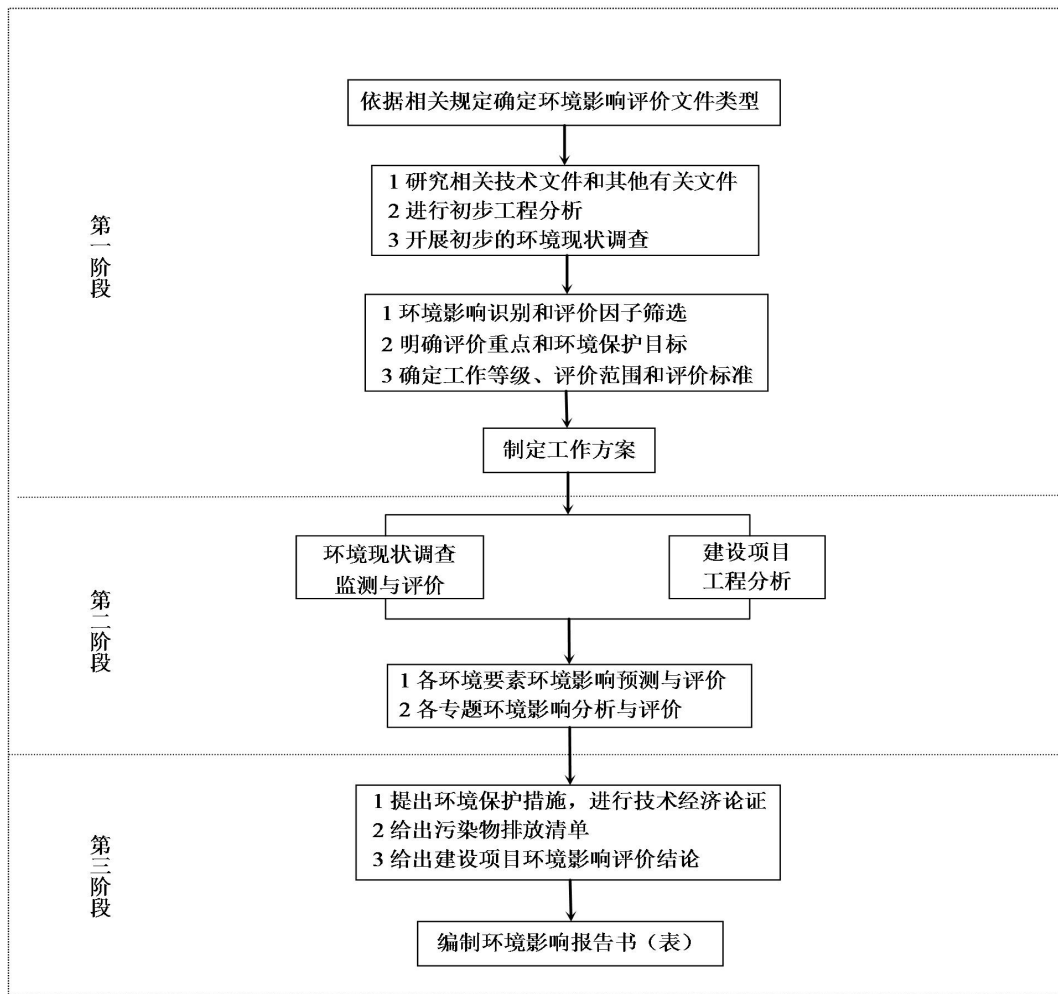 第一阶段
依据相关规定确定环境影响评价文件类型
1 研究相关技术文件和其他有关文件
2 进行初步工程分析
3 开展初步的环境现状调查
1 环境影响识别和评价因子筛选
2 明确评价重点和环境保护目标
3 确定工作等级、评价范围和评价标准
制定工作方案
第二阶段
环境现状调查
监测与评价
建设项目
工程分析
1 各环境要素环境影响预测与评价
2 各专题环境影响分析与评价
第三阶段
1 提出环境保护措施，进行技术经济论证
2 给出污染物排放清单
3 给出建设项目环境影响评价结论
编制环境影响报告书（表）